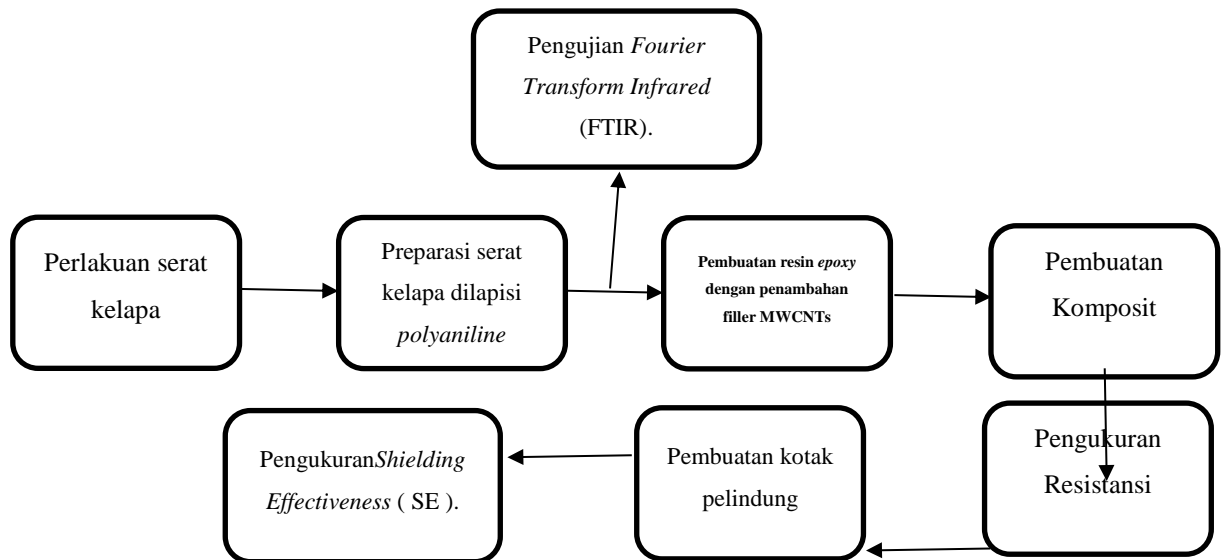 Pengujian Fourier
Transform Infrared
(FTIR).
Perlakuan serat
kelapa
Preparasi serat
kelapa dilapisi
polyaniline
Pembuatan resin epoxy
dengan penambahan
filler MWCNTs
Pembuatan
Komposit
Pengukuran
Resistansi
Pembuatan kotak
pelindung
PengukuranShielding
Effectiveness ( SE ).